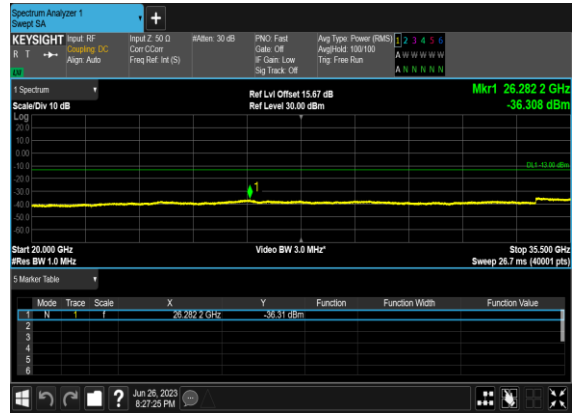 Spectrum Analyzer 1
Swept SA
KEYSIGHT
R T
LW
Input: RF
Coupling: DC
Align: Auto
Input Z: 50 Ω
Corr CCorr
Freq Ref: Int (S)
#Atten: 30 dB
PNO: Fast
Gate: Off
IF Gain: Low
Sig Track: Off
Avg Type: Power (RMS)
Avg|Hold: 100/100
Trig: Free Run
1 2 3 4 5 6
A W W W W W
A N N N N N
1 Spectrum
Scale/Div 10 dB
Ref Lvl Offset 15.67 dB
Ref Level 30.00 dBm
Mkr1 26.282 2 GHz
-36.308 dBm
Log
20.0
10.0
0.00
-10.0
DL1 -13.00 dBm
-20.0
1
-30.0
-40.0
-50.0
-60.0
Start 20.000 GHz
#Res BW 1.0 MHz
Video BW 3.0 MHz*
Stop 35.500 GHz
Sweep 26.7 ms (40001 pts)
5 Marker Table
Mode Trace Scale X Y Function Function Width Function Value
1 N 1 f 26.282 2 GHz -36.31 dBm
2
3
4
5
6
Jun 26, 2023
8:27:25 PM